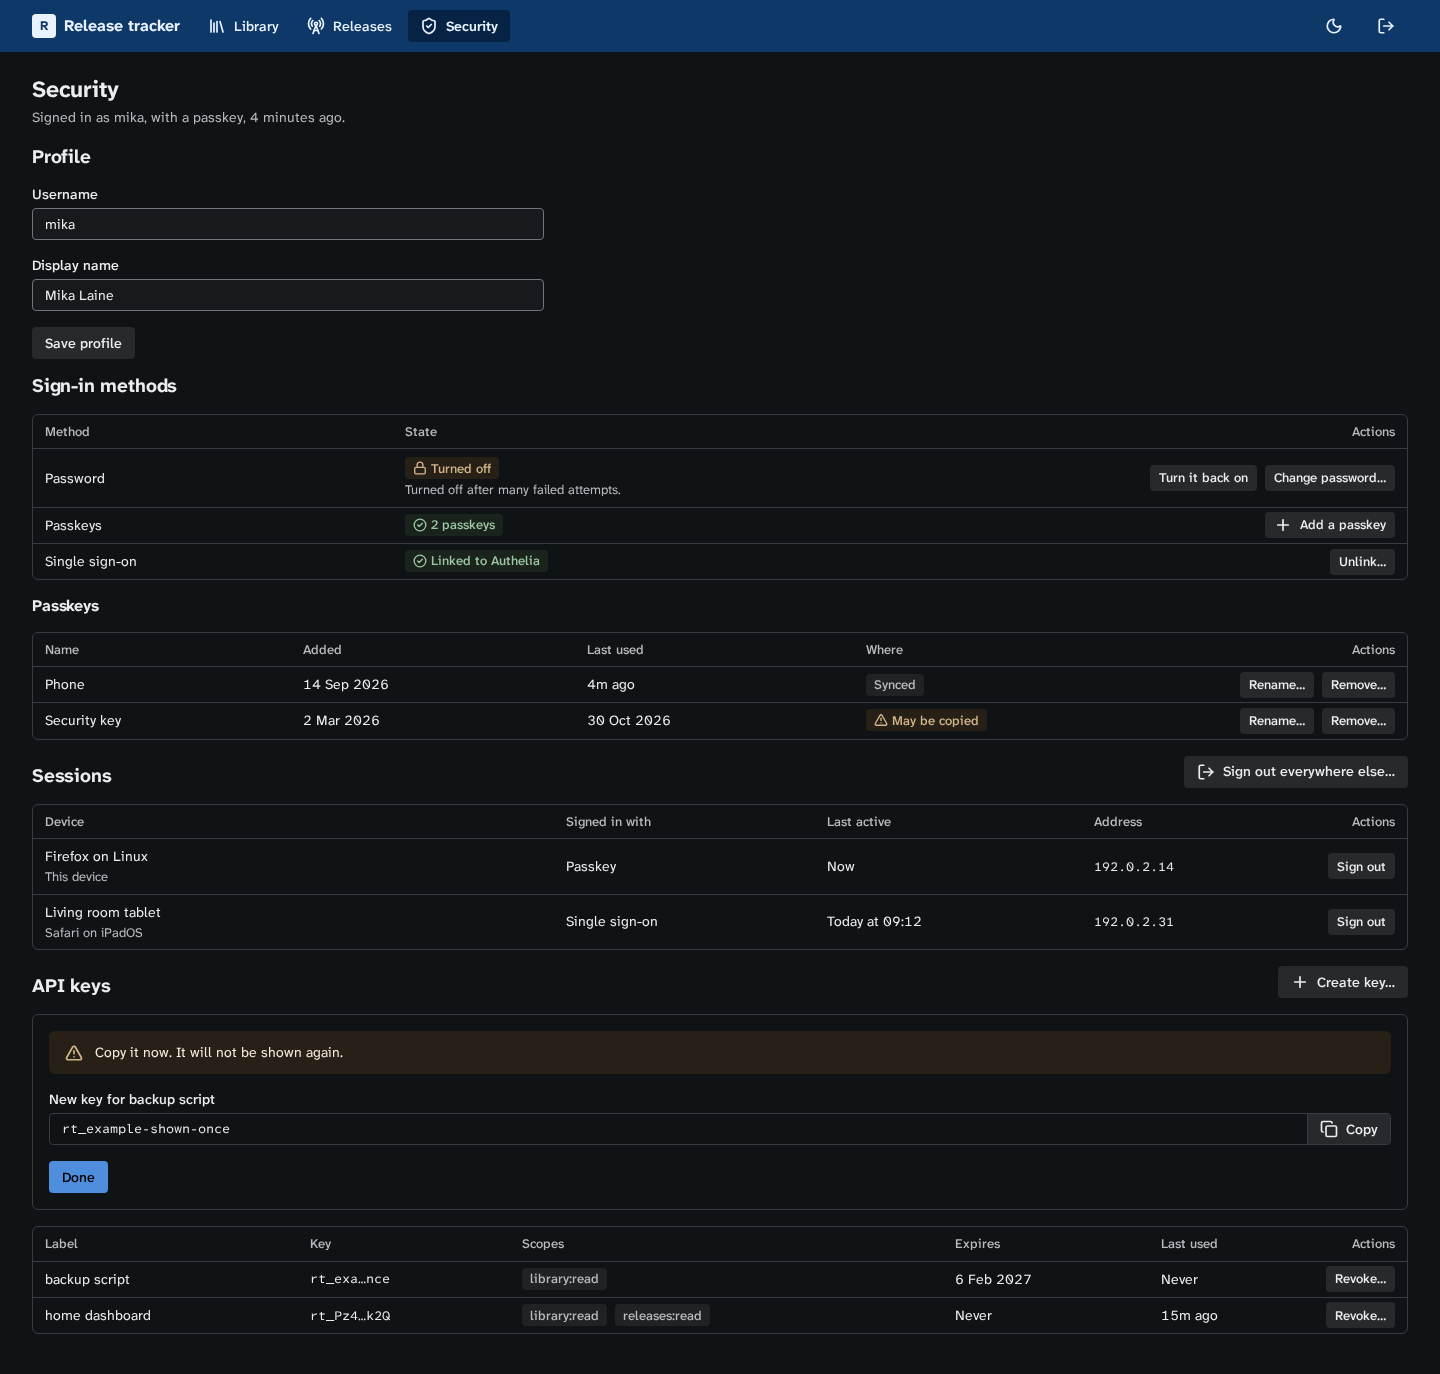 R Release tracker Library Releases Security
Security
Signed in as mika, with a passkey, 4 minutes ago.
Profile
Username
mika
Display name
Mika Laine
Save profile
Sign-in methods
Method State Actions
Password Turned off Turned off after many failed attempts. Turn it back on Change password…
Passkeys 2 passkeys Add a passkey
Single sign-on Linked to Authelia Unlink…
Passkeys
Name Added Last used Where Actions
Phone 14 Sep 2026 4m ago Synced Rename… Remove…
Security key 2 Mar 2026 30 Oct 2026 May be copied Rename… Remove…
Sessions Sign out everywhere else…
Device Signed in with Last active Address Actions
Firefox on Linux
This device Passkey Now 192.0.2.14 Sign out
Living room tablet
Safari on iPadOS Single sign-on Today at 09:12 192.0.2.31 Sign out
API keys Create key…
Copy it now. It will not be shown again.
New key for backup script
rt_example-shown-once Copy
Done
Label Key Scopes Expires Last used Actions
backup script rt_exa…nce library:read 6 Feb 2027 Never Revoke…
home dashboard rt_Pz4…k2Q library:read releases:read Never 15m ago Revoke…